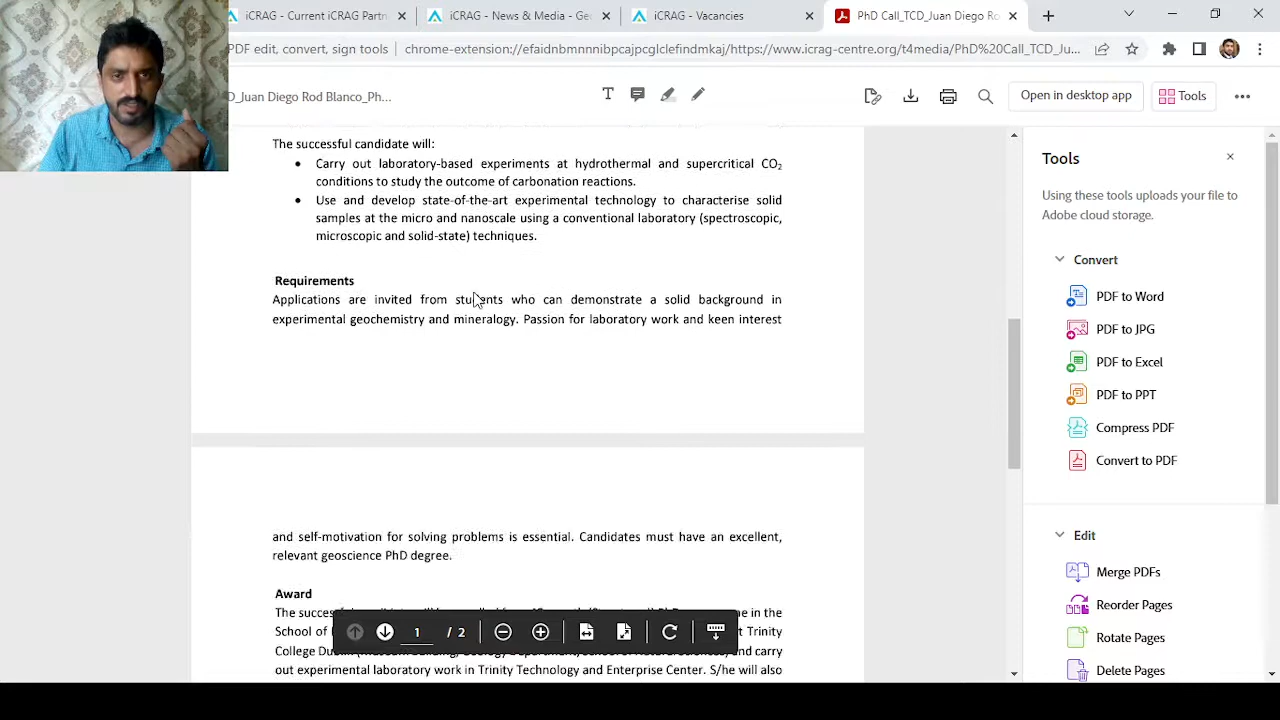 iCRAG - Current iCRAG Partn
iCRAG - News & Media - Ge
iCRAG - Vacancies
PhD Call_TCD_Juan Diego Ro
PDF edit, convert, sign tools
chrome-extension://efaidnbmnnnibpcajpcglclefindmkaj/https://www.icrag-centre.org/t4media/PhD%20Call_TCD_Ju...
D_Juan Diego Rod Blanco_Ph...
Open in desktop app
Tools
The successful candidate will:
• Carry out laboratory-based experiments at hydrothermal and supercritical CO₂
conditions to study the outcome of carbonation reactions.
• Use and develop state-of-the-art experimental technology to characterise solid
samples at the micro and nanoscale using a conventional laboratory (spectroscopic,
microscopic and solid-state) techniques.
Requirements
Applications are invited from students who can demonstrate a solid background in
experimental geochemistry and mineralogy. Passion for laboratory work and keen interest
and self-motivation for solving problems is essential. Candidates must have an excellent,
relevant geoscience PhD degree.
Award
The succes in the
School of t Trinity
College Du and carry
out experimental laboratory work in Trinity Technology and Enterprise Center. S/he will also
1 / 2
Tools
Using these tools uploads your file to
Adobe cloud storage.
Convert
PDF to Word
PDF to JPG
PDF to Excel
PDF to PPT
Compress PDF
Convert to PDF
Edit
Merge PDFs
Reorder Pages
Rotate Pages
Delete Pages